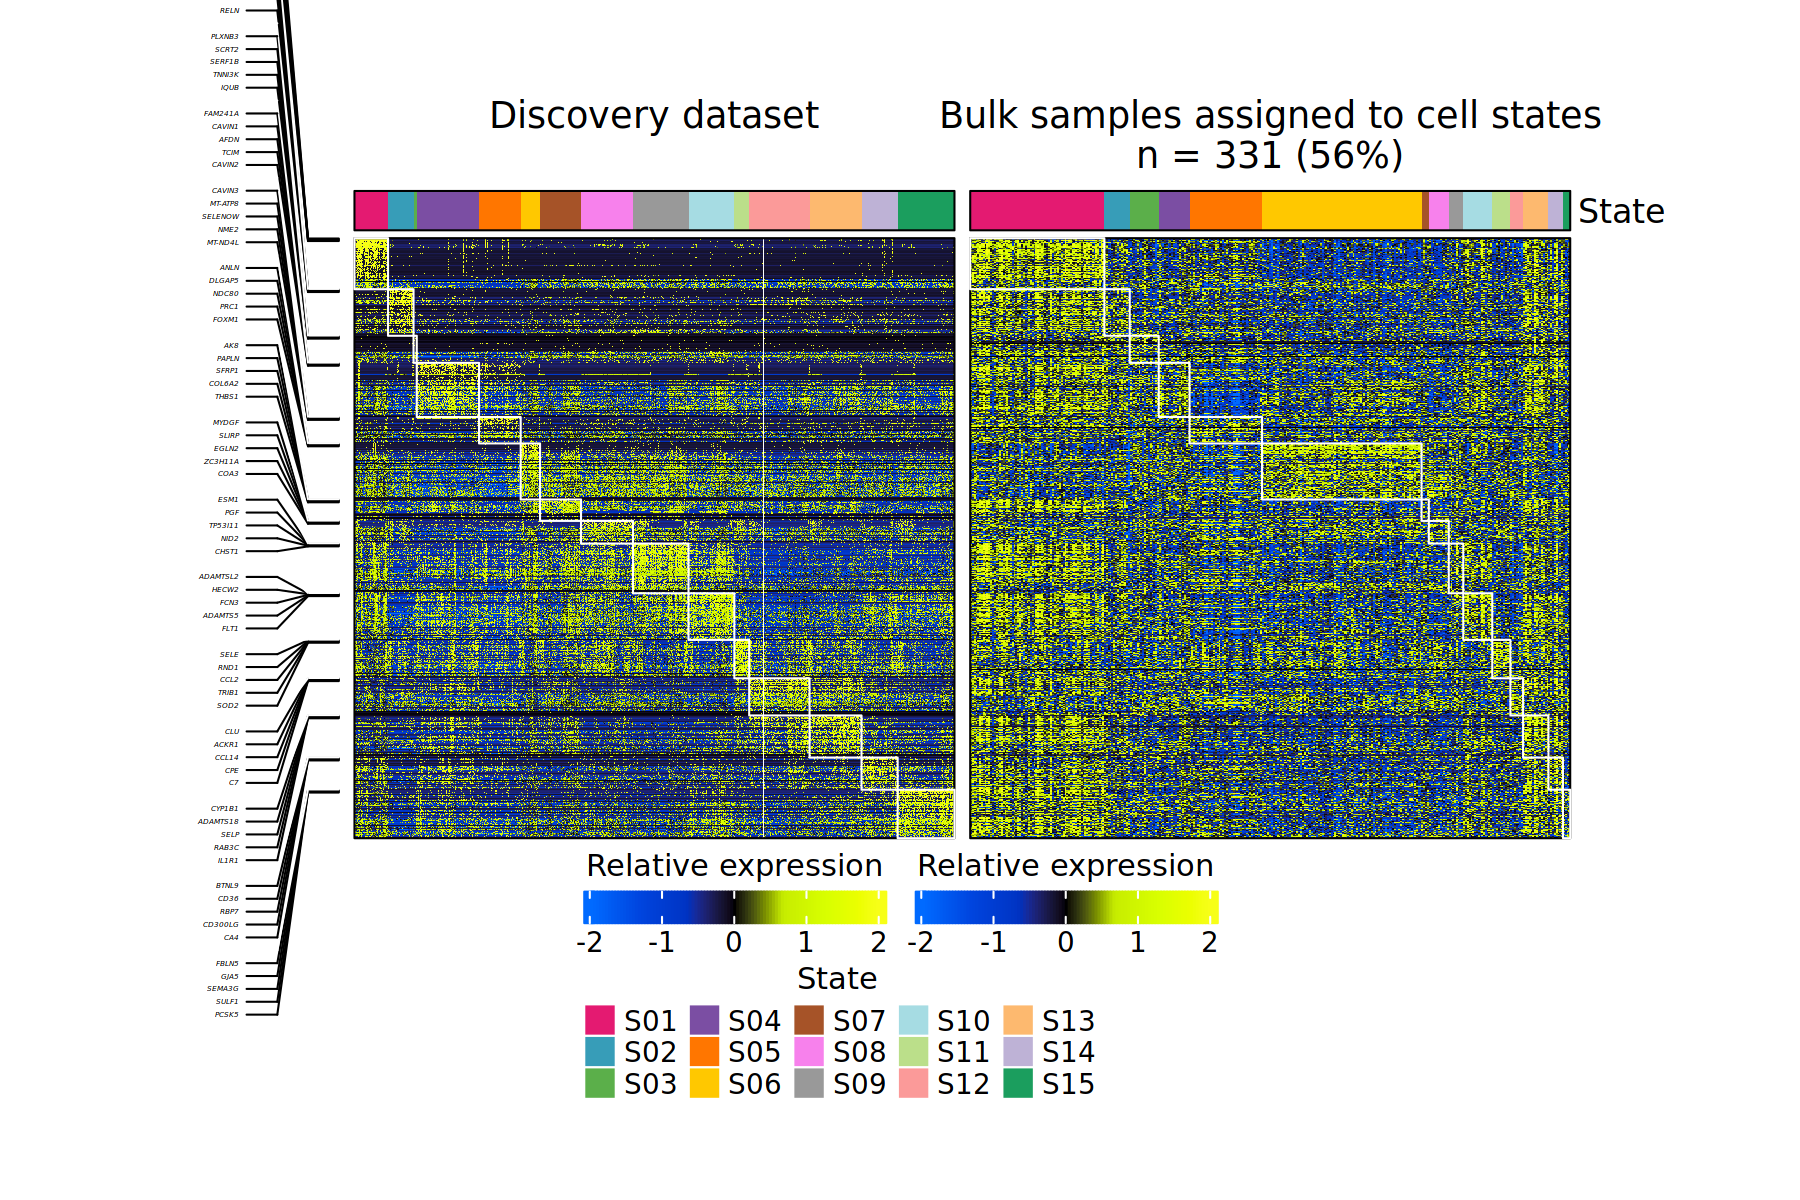 RELN
PLXNB3
SCRT2
SERF1B
TNNI3K
IQUB
FAM241A
CAVIN1
AFDN
TCIM
CAVIN2
CAVIN3
MT-ATP8
SELENOW
NME2
MT-ND4L
ANLN
DLGAP5
NDC80
PRC1
FOXM1
AK8
PAPLN
SFRP1
COL6A2
THBS1
MYDGF
SLIRP
EGLN2
ZC3H11A
COA3
ESM1
PGF
TP53I11
NID2
CHST1
ADAMTSL2
HECW2
FCN3
ADAMTS5
FLT1
SELE
RND1
CCL2
TRIB1
SOD2
CLU
ACKR1
CCL14
CPE
C7
CYP1B1
ADAMTS18
SELP
RAB3C
IL1R1
BTNL9
CD36
RBP7
CD300LG
CA4
FBLN5
GJA5
SEMA3G
SULF1
PCSK5
Discovery dataset
Bulk samples assigned to cell states
n = 331 (56%)
State
Relative expression
-2 -1 0 1 2
Relative expression
-2 -1 0 1 2
State
S01 S04 S07 S10 S13
S02 S05 S08 S11 S14
S03 S06 S09 S12 S15